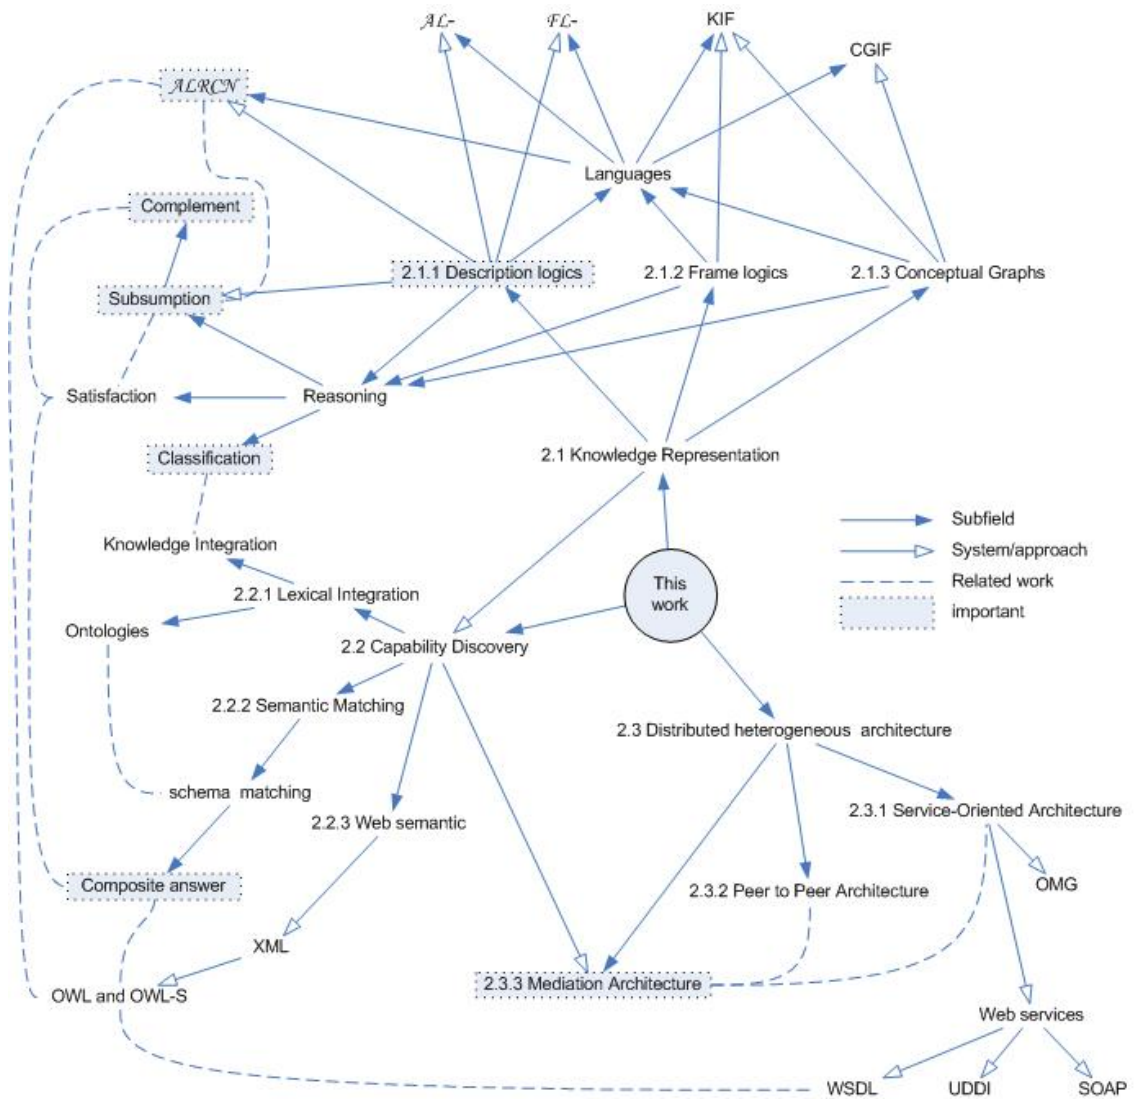 AL-
FL-
KIF
CGIF
ALRCN
Languages
Complement
2.1.1 Description logics
2.1.2 Frame logics
2.1.3 Conceptual Graphs
Subsumption
Satisfaction
Reasoning
Classification
2.1 Knowledge Representation
Subfield
Knowledge Integration
System/approach
This
work
Related work
2.2.1 Lexical Integration
important
Ontologies
2.2 Capability Discovery
2.2.2 Semantic Matching
2.3 Distributed heterogeneous architecture
schema matching
2.3.1 Service-Oriented Architecture
2.2.3 Web semantic
Composite answer
2.3.2 Peer to Peer Architecture
OMG
XML
2.3.3 Mediation Architecture
OWL and OWL-S
Web services
WSDL
UDDI
SOAP